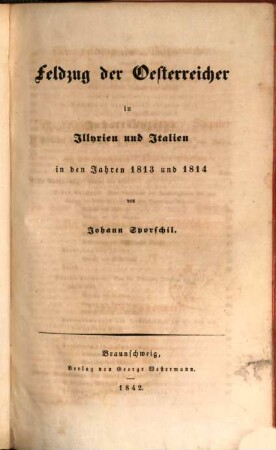 Feldzug der Oesterreicher
in
Illyrien und Italien
in den Jahren 1813 und 1814
von
Johann Sporschil.
Braunschweig,
Verlag von George Westermann.
1842.